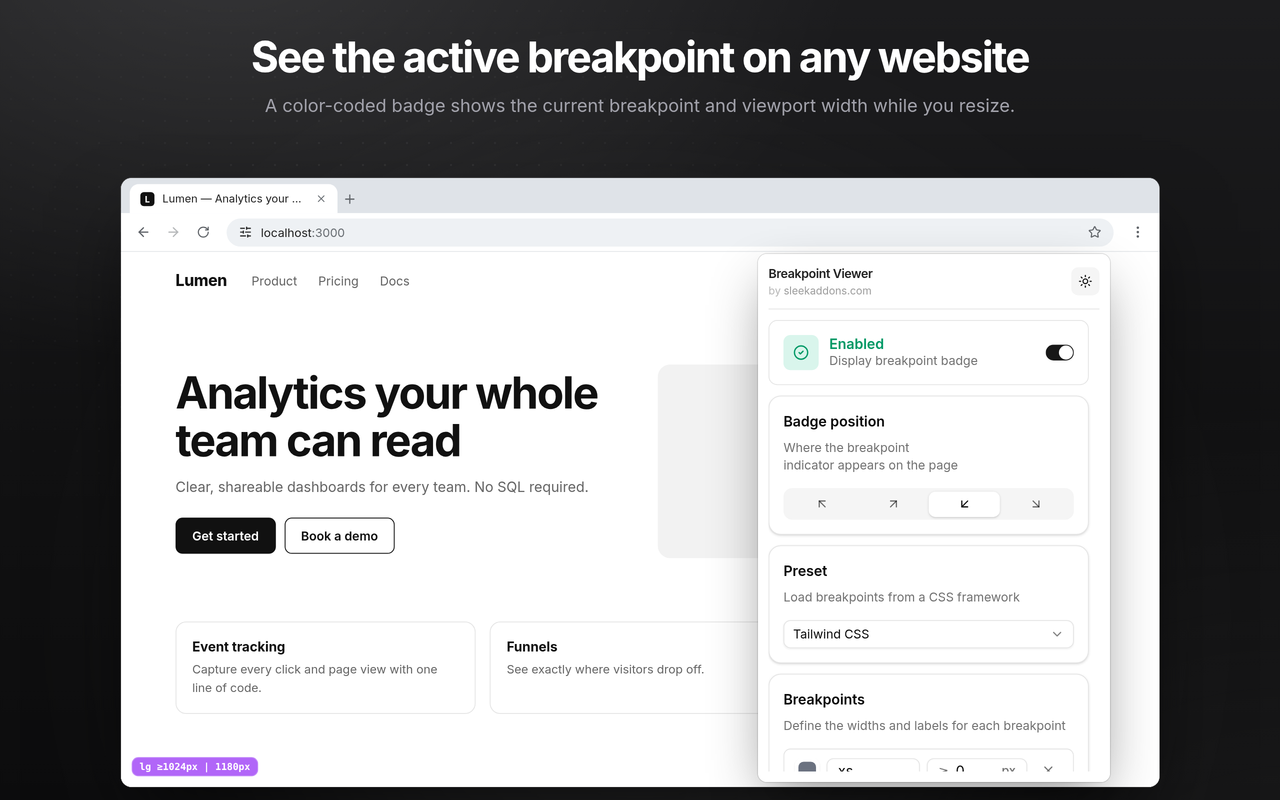 See the active breakpoint on any website
A color-coded badge shows the current breakpoint and viewport width while you resize.
L
Lumen — Analytics your ...
localhost:3000
Lumen
Product
Pricing
Docs
Analytics your whole
team can read
Clear, shareable dashboards for every team. No SQL required.
Get started
Book a demo
Event tracking
Capture every click and page view with one
line of code.
Funnels
See exactly where visitors drop off.
lg ≥1024px | 1180px
Breakpoint Viewer
by sleekaddons.com
Enabled
Display breakpoint badge
Badge position
Where the breakpoint
indicator appears on the page
Preset
Load breakpoints from a CSS framework
Tailwind CSS
Breakpoints
Define the widths and labels for each breakpoint
xs
≥ 0 px